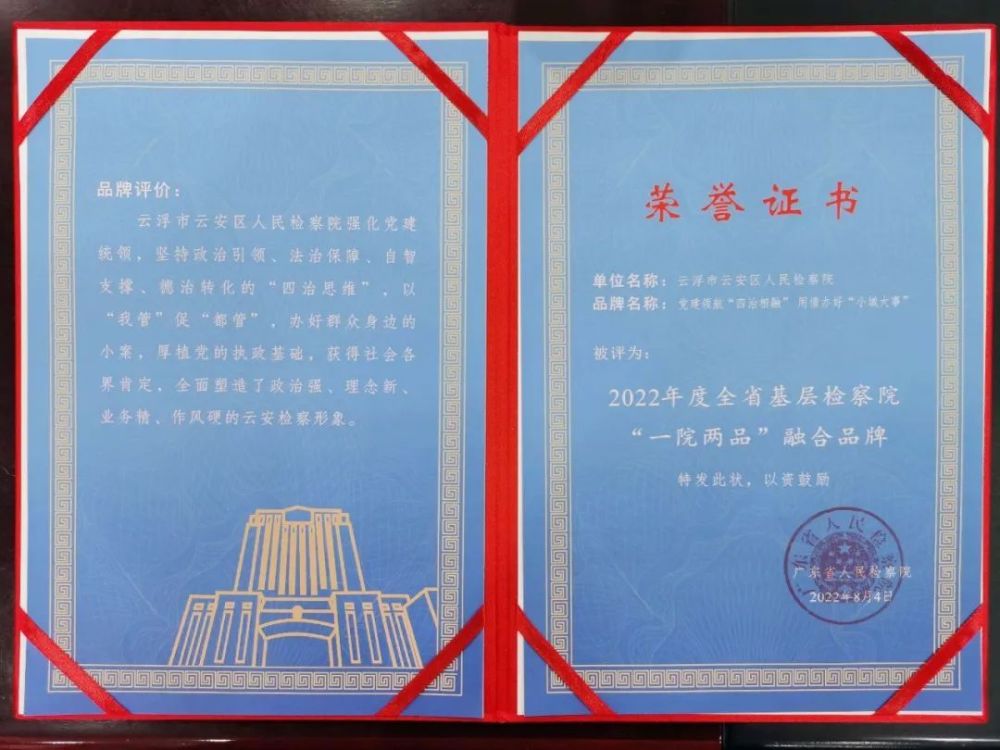 品牌评价：
云浮市云安区人民检察院强化党建
统领，坚持政治引领、法治保障、自智
支撑、德治转化的“四治思维”，以
“我管”促“都管”，办好群众身边的
小案，厚植党的执政基础，获得社会各
界肯定，全面塑造了政治强、理念新、
业务精、作风硬的云安检察形象。
荣誉证书
单位名称：云浮市云安区人民检察院
品牌名称：党建领航“四治相融” 用情办好“小城大事”
被评为：
2022年度全省基层检察院
“一院两品”融合品牌
特发此状，以资鼓励
广东省人民检察院
2022年8月4日